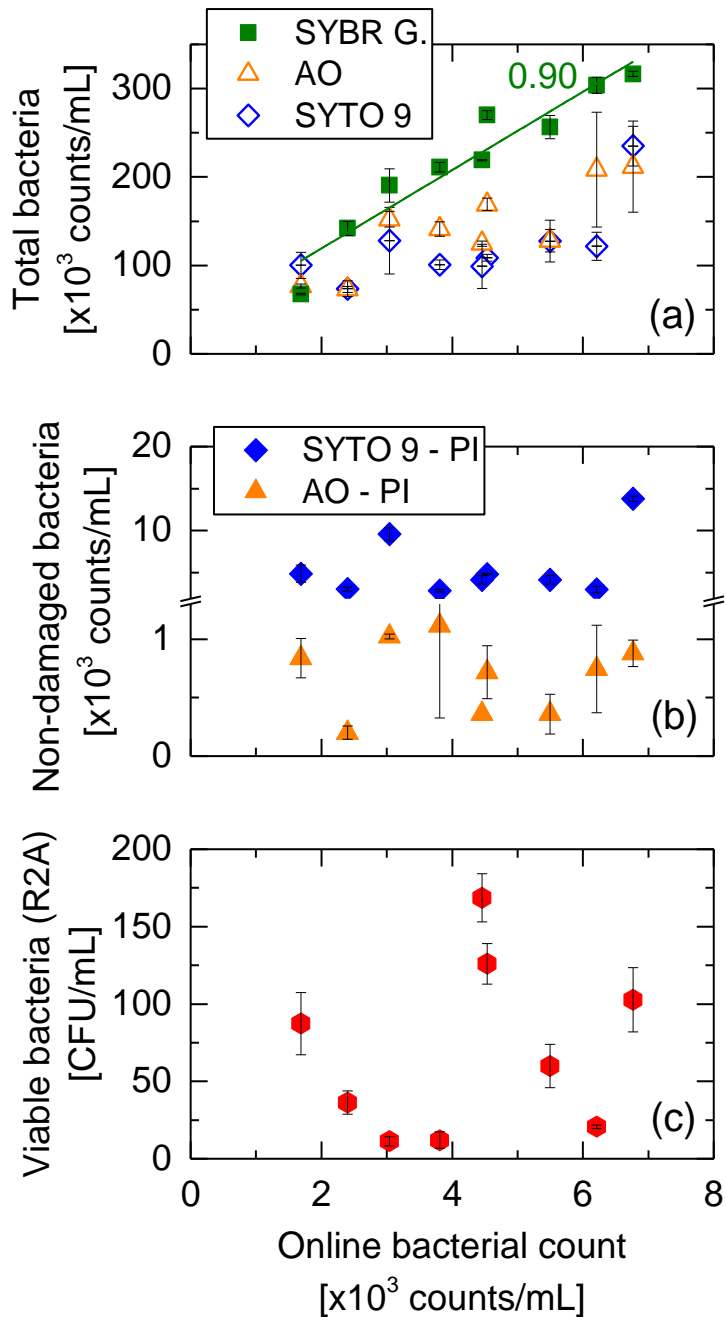 SYBR G.
AO
SYTO 9
0.90
300
200
100
0
Total bacteria
[x10³ counts/mL]
(a)
SYTO 9 - PI
AO - PI
20
10
1
0
Non-damaged bacteria
[x10³ counts/mL]
(b)
200
150
100
50
0
Viable bacteria (R2A)
[CFU/mL]
(c)
0 2 4 6 8
Online bacterial count
[x10³ counts/mL]